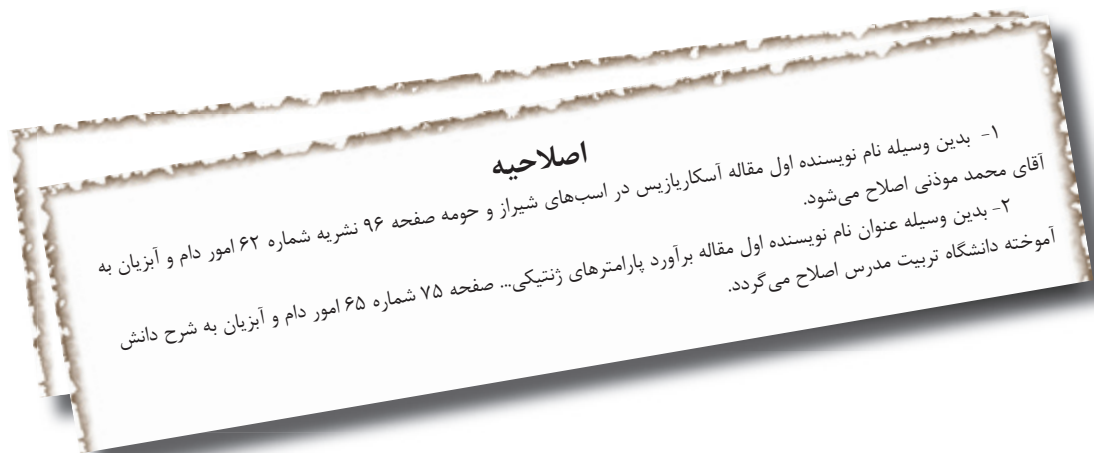 اصلاحیه
۱- بدین وسیله نام نویسنده اول مقاله آسکاریازیس در اسب‌های شیراز و حومه صفحه ۹۶ نشریه شماره ۶۲ امور دام و آبزیان به
آقای محمد موذنی اصلاح می‌شود.
۲- بدین وسیله عنوان نام نویسنده اول مقاله برآورد پارامترهای ژنتیکی... صفحه ۷۵ شماره ۶۵ امور دام و آبزیان به شرح دانش
آموخته دانشگاه تربیت مدرس اصلاح می‌گردد.